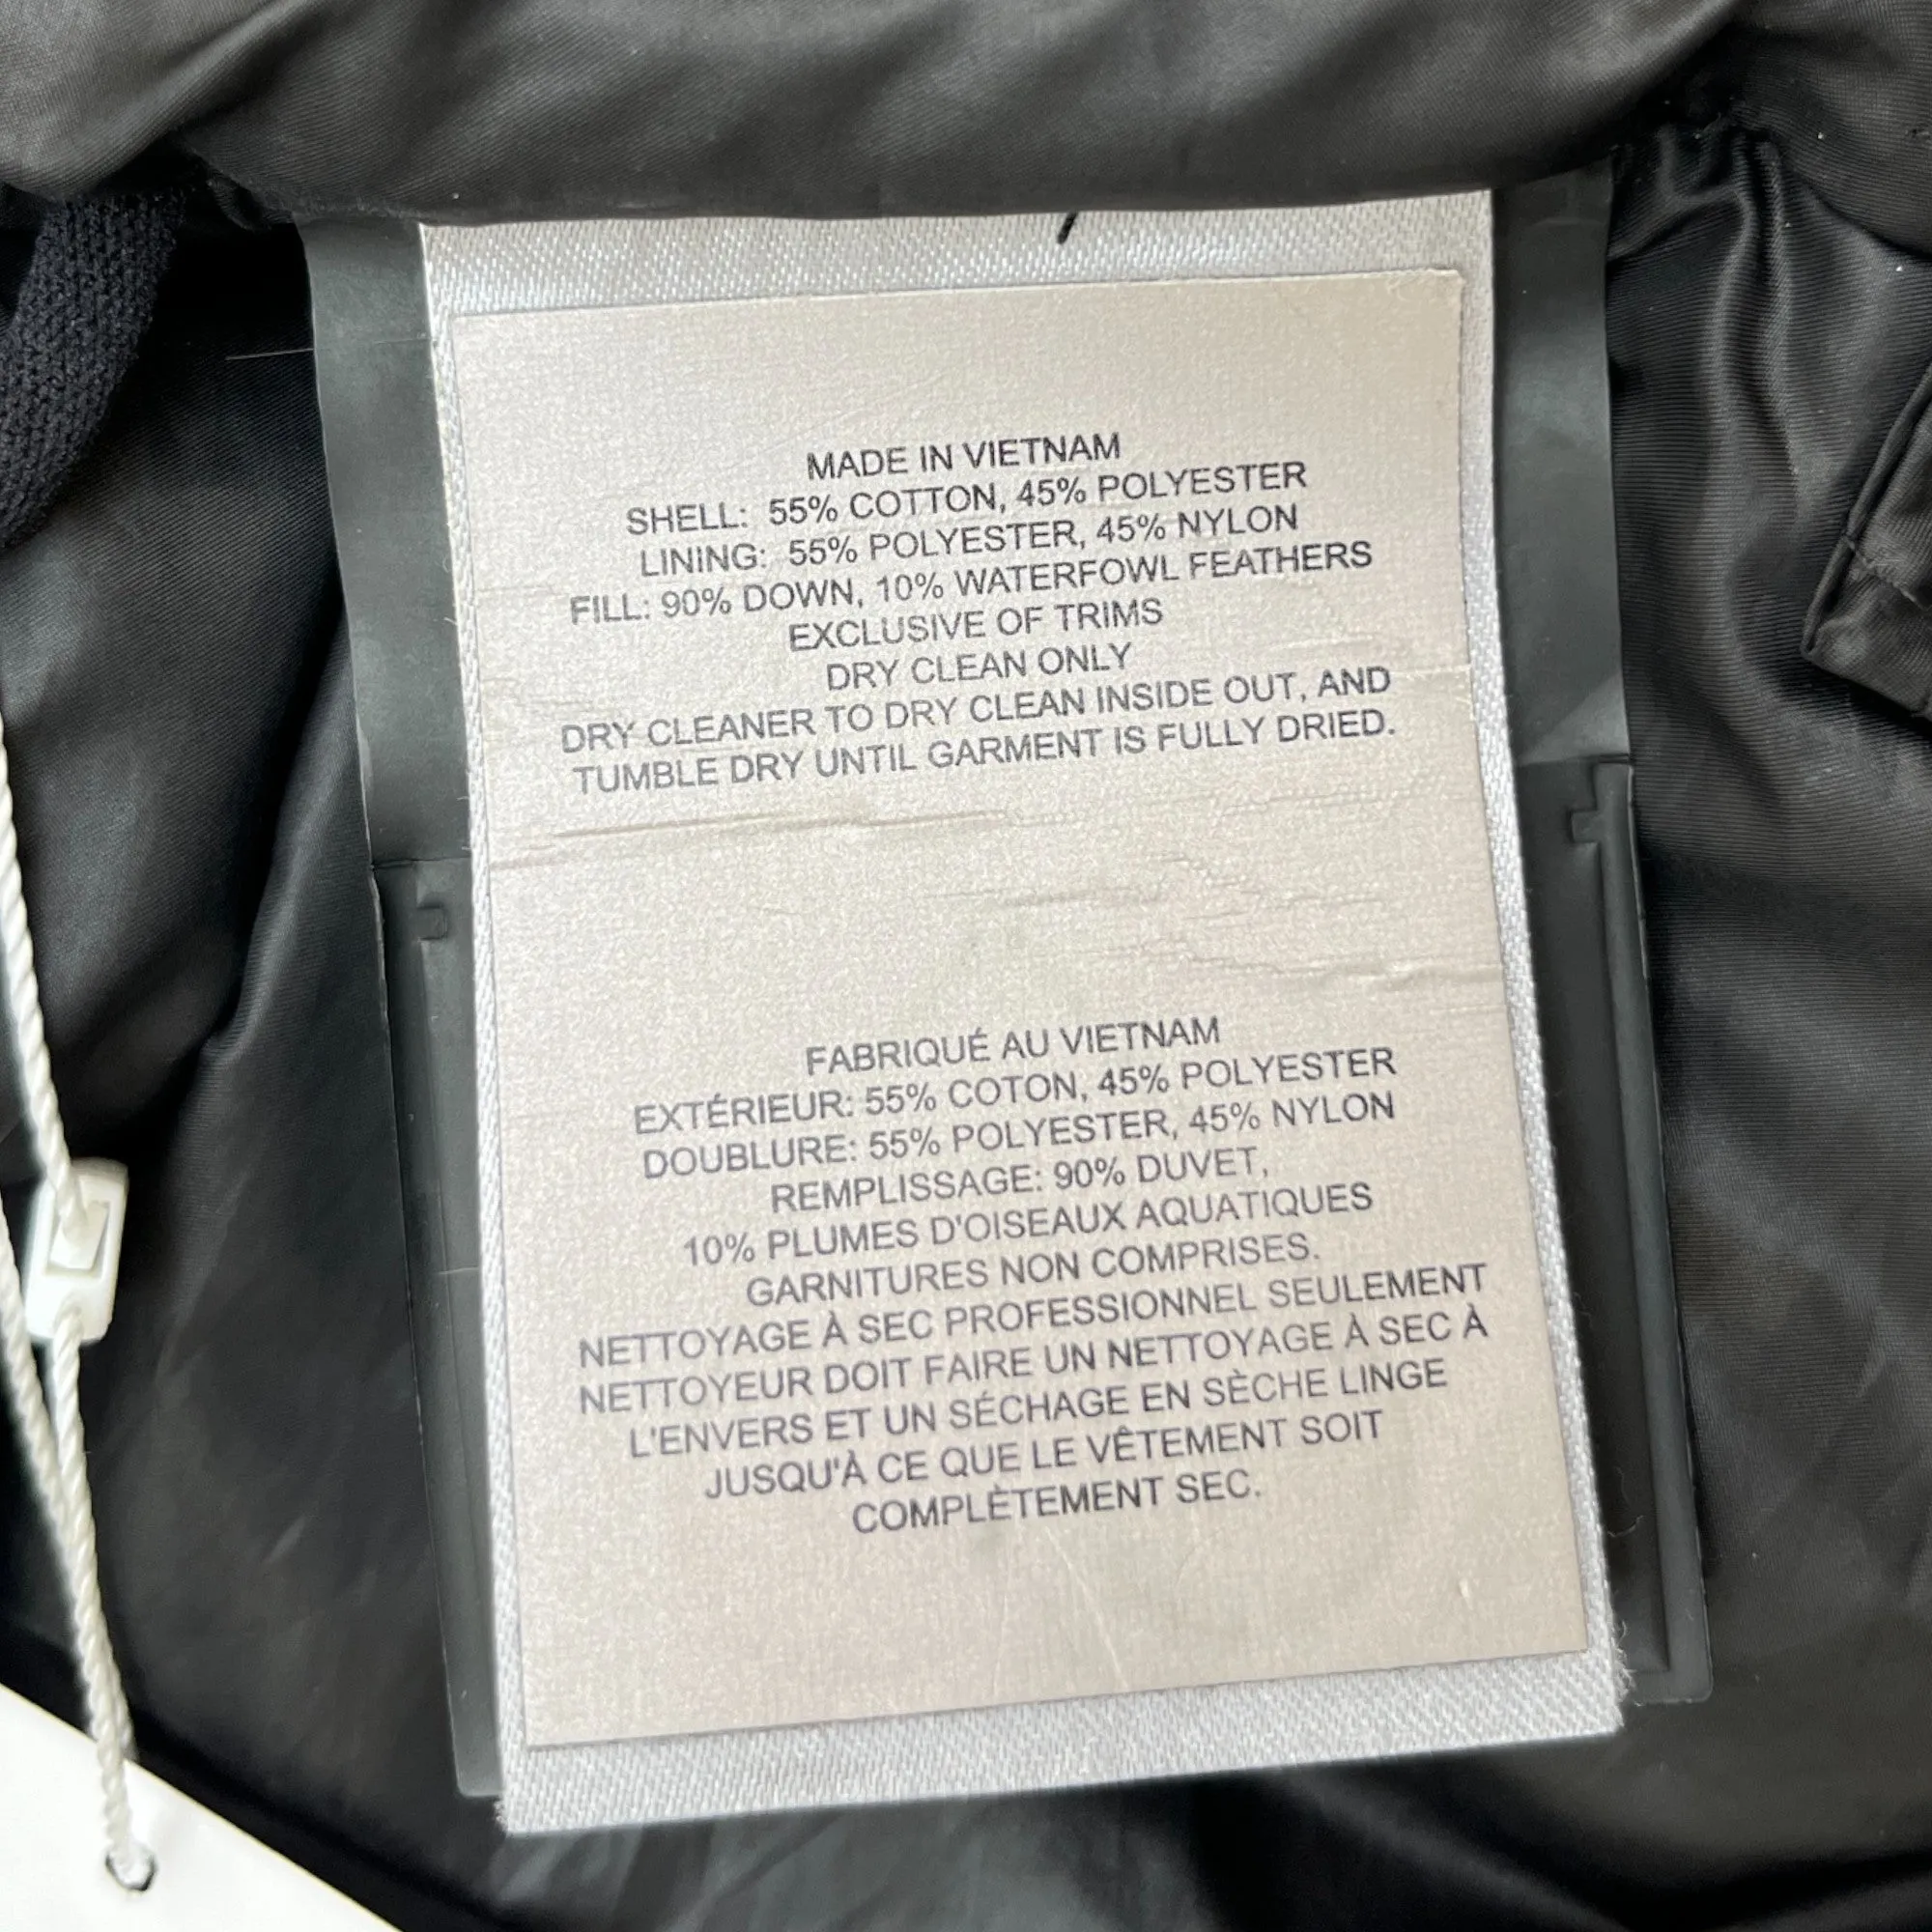 MADE IN VIETNAM
SHELL: 55% COTTON, 45% POLYESTER
LINING: 55% POLYESTER, 45% NYLON
FILL: 90% DOWN, 10% WATERFOWL FEATHERS
EXCLUSIVE OF TRIMS
DRY CLEAN ONLY
DRY CLEANER TO DRY CLEAN INSIDE OUT, AND
TUMBLE DRY UNTIL GARMENT IS FULLY DRIED.
FABRIQUÉ AU VIETNAM
EXTÉRIEUR: 55% COTON, 45% POLYESTER
DOUBLURE: 55% POLYESTER, 45% NYLON
REMPLISSAGE: 90% DUVET,
10% PLUMES D'OISEAUX AQUATIQUES
GARNITURES NON COMPRISES.
NETTOYAGE À SEC PROFESSIONNEL SEULEMENT
NETTOYEUR DOIT FAIRE UN NETTOYAGE À SEC À
L'ENVERS ET UN SÉCHAGE EN SÈCHE LINGE
JUSQU'À CE QUE LE VÊTEMENT SOIT
COMPLÈTEMENT SEC.